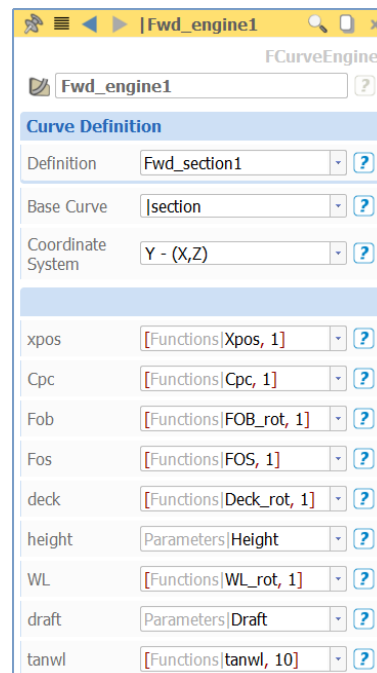 |Fwd_engine1
FCurveEngine
Fwd_engine1
?
Curve Definition
Definition Fwd_section1 ?
Base Curve |section ?
Coordinate
System Y - (X,Z) ?
xpos [Functions|Xpos, 1] ?
Cpc [Functions|Cpc, 1] ?
Fob [Functions|FOB_rot, 1] ?
Fos [Functions|FOS, 1] ?
deck [Functions|Deck_rot, 1] ?
height Parameters|Height ?
WL [Functions|WL_rot, 1] ?
draft Parameters|Draft ?
tanwl [Functions|tanwl, 10] ?